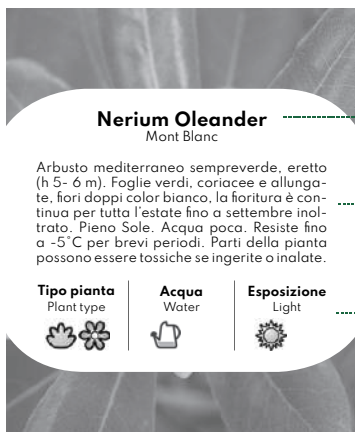 Nerium Oleander
Mont Blanc
Arbusto mediterraneo sempreverde, eretto
(h 5- 6 m). Foglie verdi, coriacee e allunga-
te, fiori doppi color bianco, la fioritura è con-
tinua per tutta l'estate fino a settembre inol-
trato. Pieno Sole. Acqua poca. Resiste fino
a -5°C per brevi periodi. Parti della pianta
possono essere tossiche se ingerite o inalate.
Tipo pianta Acqua Esposizione
Plant type Water Light